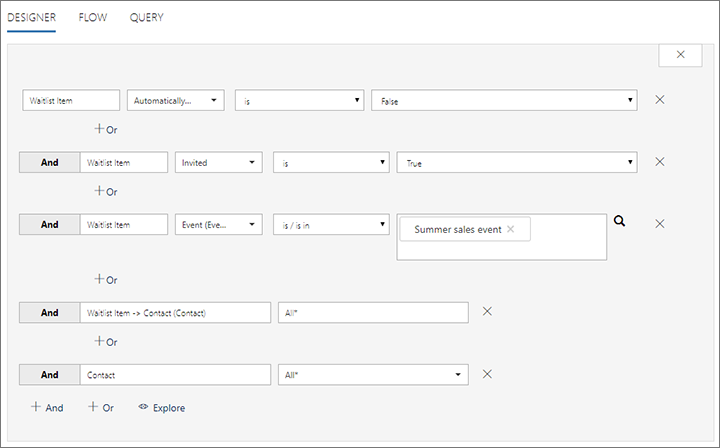 DESIGNER FLOW QUERY
Waitlist Item Automatically... is False
+ Or
And Waitlist Item Invited is True
+ Or
And Waitlist Item Event (Eve... is / is in Summer sales event
+ Or
And Waitlist Item -> Contact (Contact) All*
+ Or
And Contact All*
+ And + Or Explore